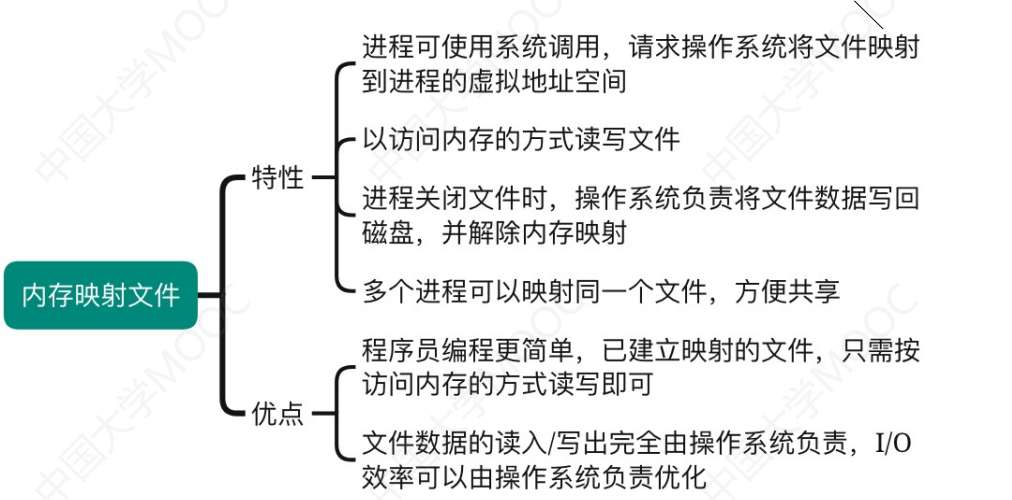 进程可使用系统调用，请求操作系统将文件映射
到进程的虚拟地址空间
以访问内存的方式读写文件
特性
进程关闭文件时，操作系统负责将文件数据写回
磁盘，并解除内存映射
内存映射文件
多个进程可以映射同一个文件，方便共享
程序员编程更简单，已建立映射的文件，只需按
访问内存的方式读写即可
优点
文件数据的读入/写出完全由操作系统负责，I/O
效率可以由操作系统负责优化
中国大学MOOC
中国大学MOOC
中国大学MOOC
中国大学MOOC
中国大学MOOC
中国大学MOOC